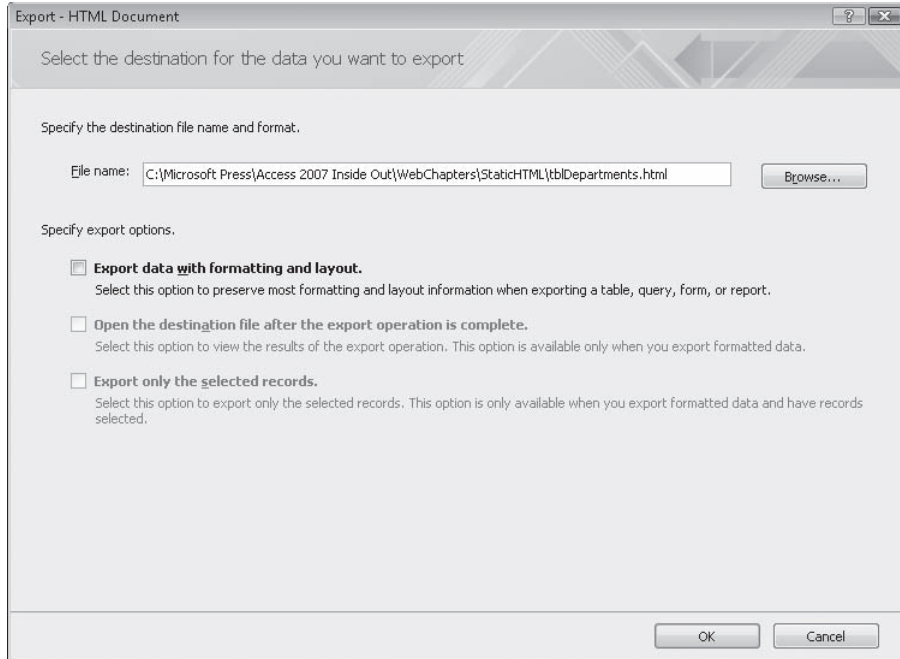 Export - HTML Document
Select the destination for the data you want to export
Specify the destination file name and format.
File name: C:\Microsoft Press\Access 2007 Inside Out\WebChapters\StaticHTML\tblDepartments.html Browse...
Specify export options.
Export data with formatting and layout.
Select this option to preserve most formatting and layout information when exporting a table, query, form, or report.
Open the destination file after the export operation is complete.
Select this option to view the results of the export operation. This option is available only when you export formatted data.
Export only the selected records.
Select this option to export only the selected records. This option is only available when you export formatted data and have records
selected.
OK Cancel